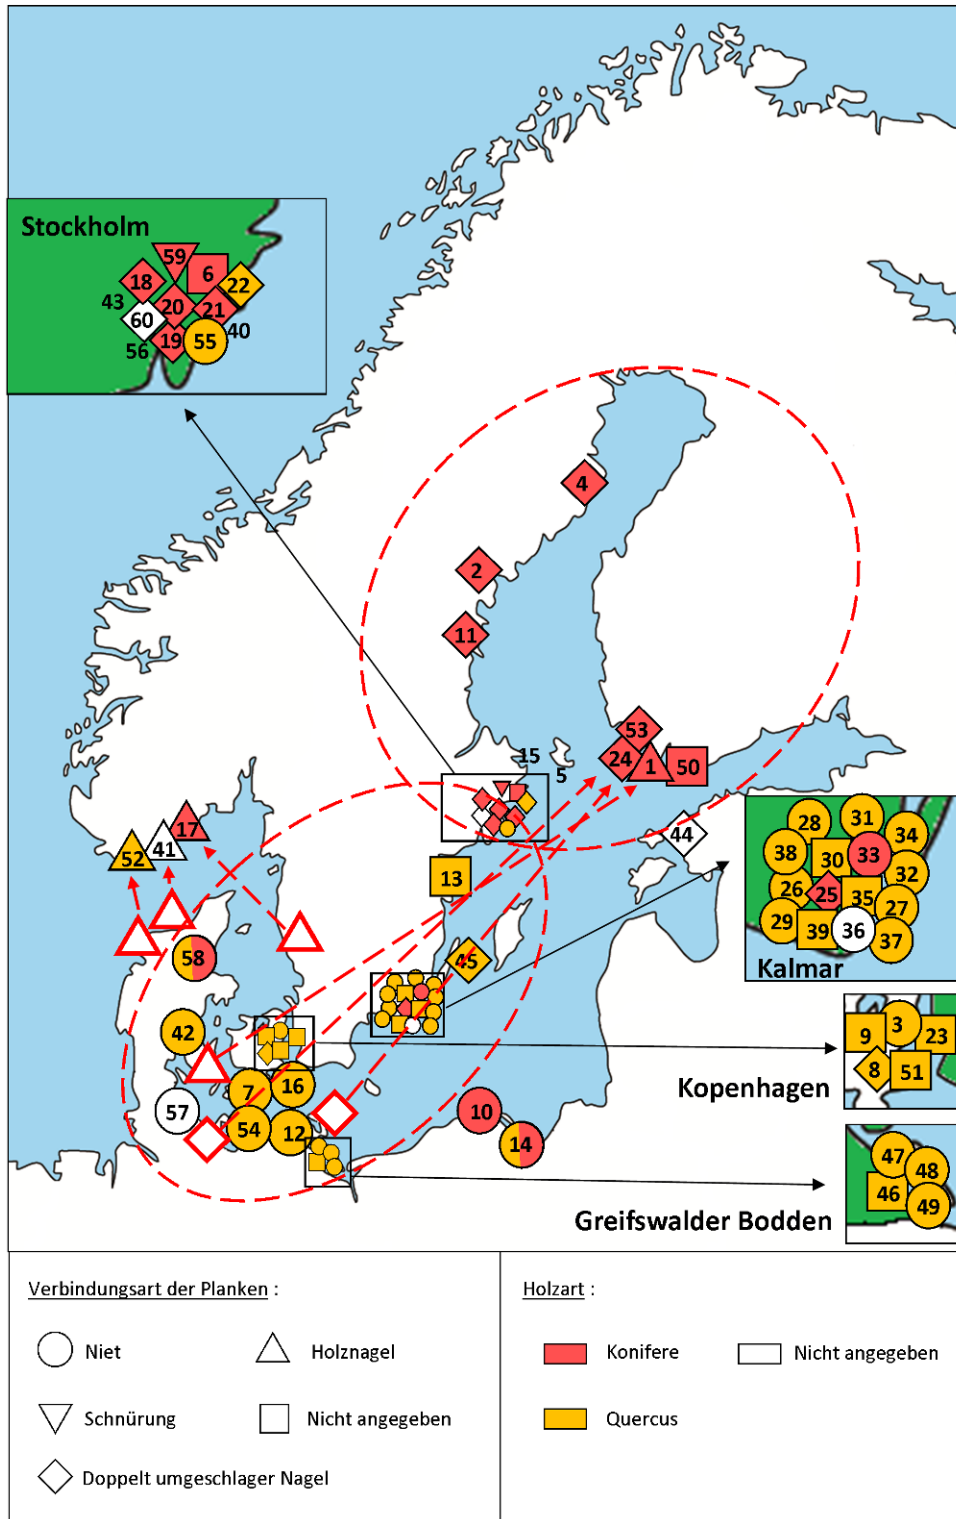 Stockholm
59
18 6 22
43 20 21
60 40
56 19 55
4
2
11
53
15
24 1 50
5
17
41
52
44
13
28 31 34
38 30 33
32
26 25 35 27
29 39 36 37
Kalmar
45
58
42
9 3 23
8 51
Kopenhagen
7 16
57
54 12
10
14
47 48
46 49
Greifswalder Bodden
Verbindungsart der Planken :
Niet
Holznagel
Schnürung
Nicht angegeben
Doppelt umgeschlager Nagel
Holzart :
Konifere
Nicht angegeben
Quercus